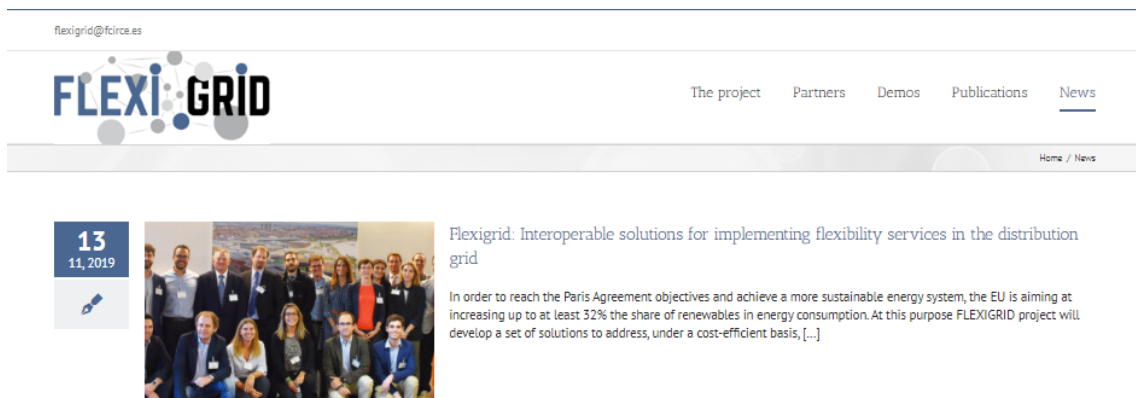 flexigrid@fcirce.es
FLEXIGRID
The project Partners Demos Publications News
Home / News
13
11, 2019
Flexigrid: Interoperable solutions for implementing flexibility services in the distribution
grid
In order to reach the Paris Agreement objectives and achieve a more sustainable energy system, the EU is aiming at
increasing up to at least 32% the share of renewables in energy consumption. At this purpose FLEXIGRID project will
develop a set of solutions to address, under a cost-efficient basis, [...]